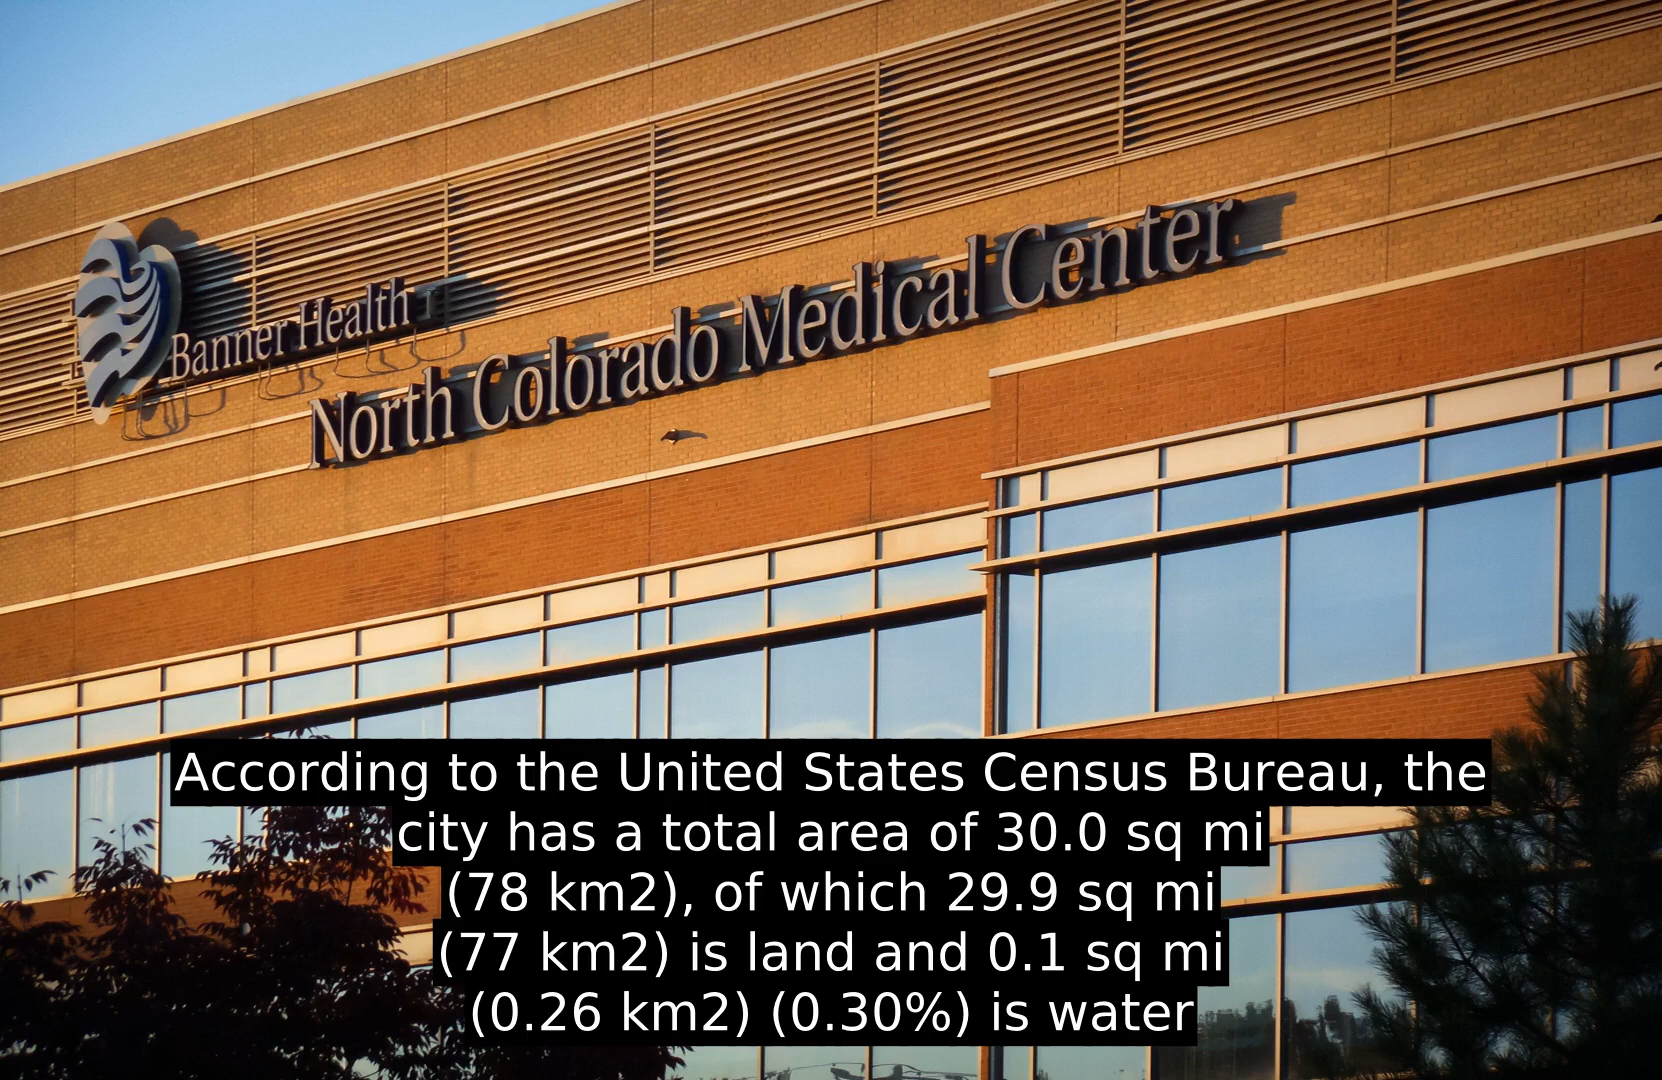 Banner Health
North Colorado Medical Center
According to the United States Census Bureau, the
city has a total area of 30.0 sq mi
(78 km2), of which 29.9 sq mi
(77 km2) is land and 0.1 sq mi
(0.26 km2) (0.30%) is water